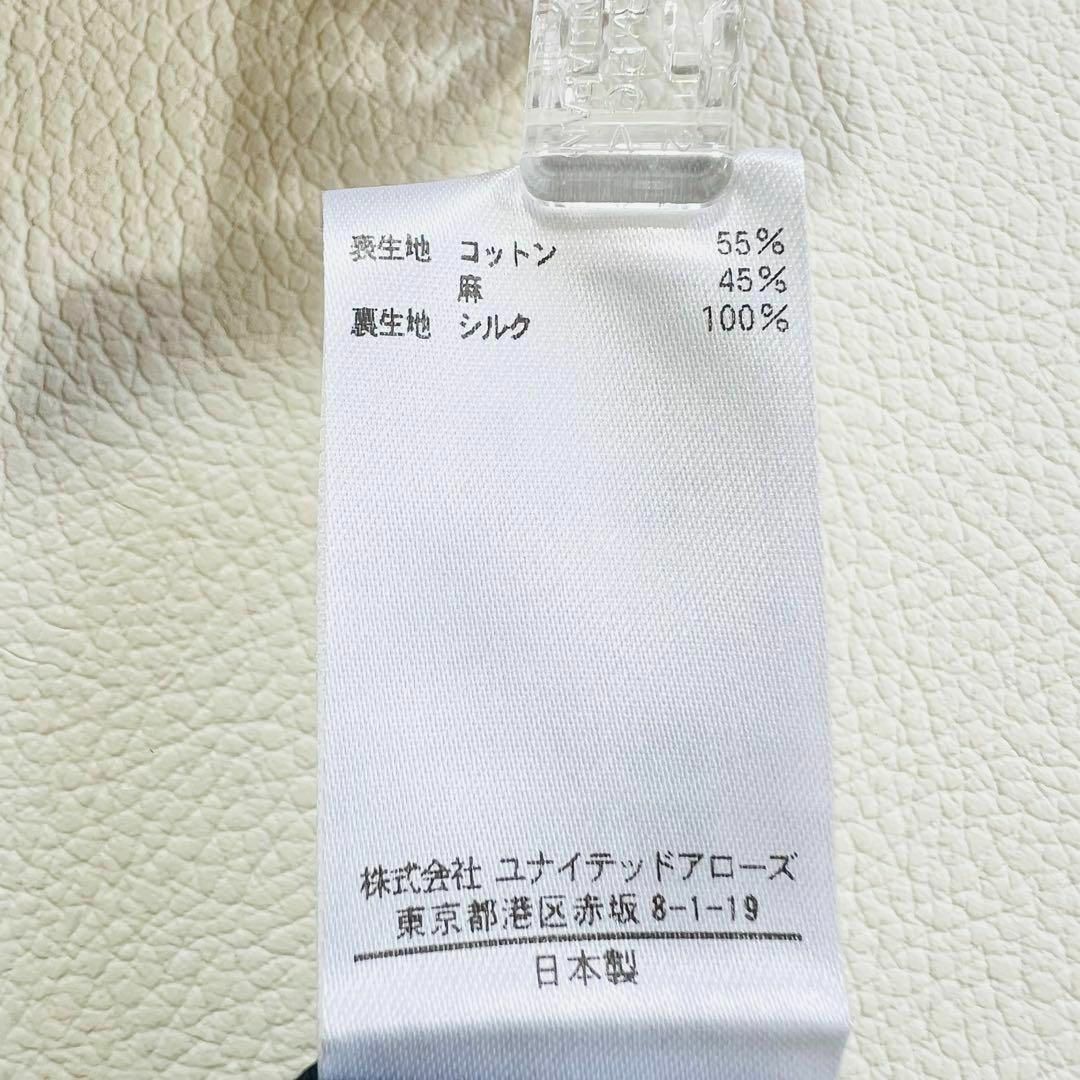 表生地 コットン 55%
麻 45%
裏生地 シルク 100%
株式会社 ユナイテッドアローズ
東京都港区赤坂 8-1-19
日本製